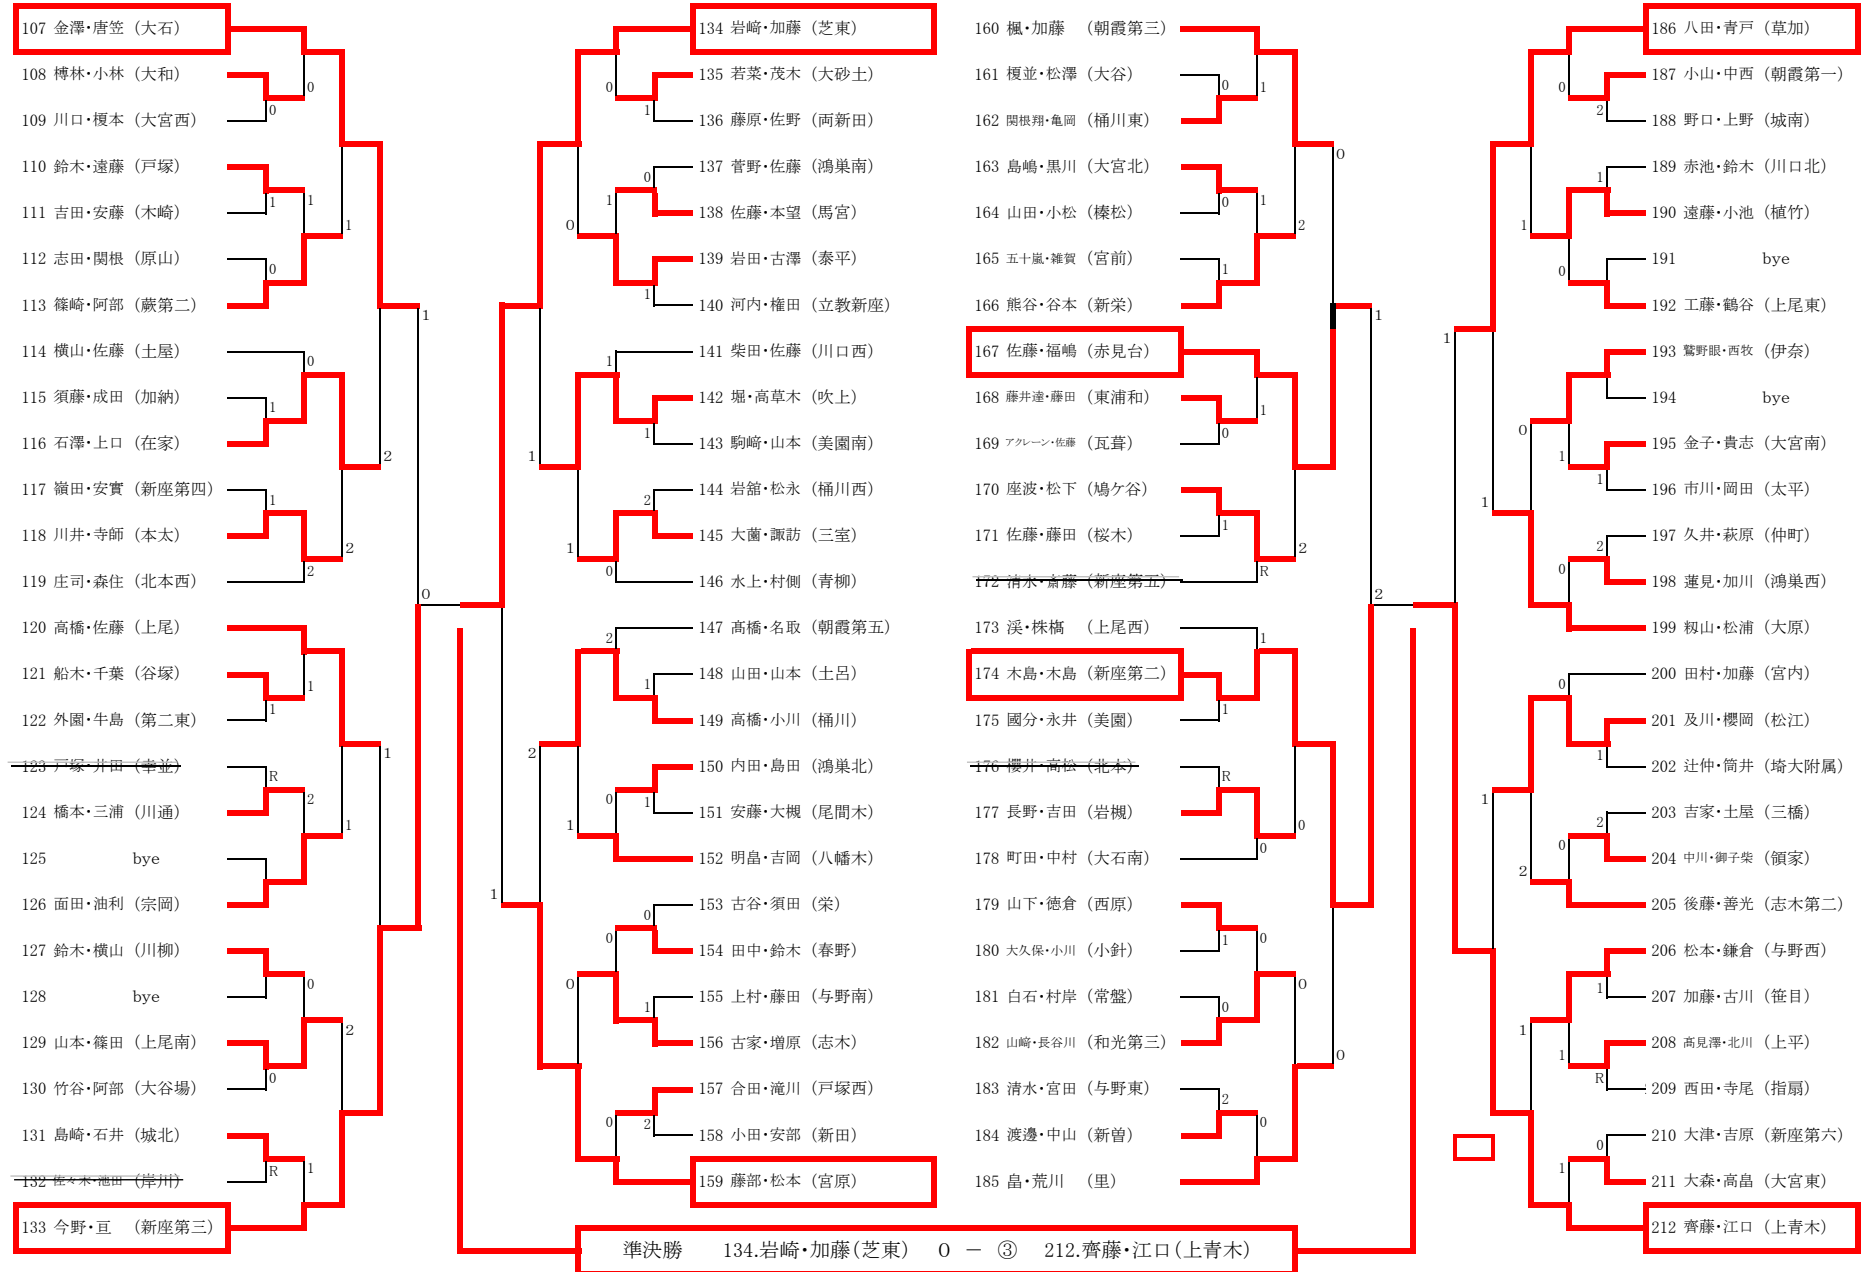 107 金澤・唐笠 (大石)
108 樽林・小林 (大和)
109 川口・榎本 (大宮西)
110 鈴木・遠藤 (戸塚)
111 吉田・安藤 (木崎)
112 志田・関根 (原山)
113 篠崎・阿部 (蕨第二)
114 横山・佐藤 (土屋)
115 須藤・成田 (加納)
116 石澤・上口 (在家)
117 嶺田・安實 (新座第四)
118 川井・寺師 (本太)
119 庄司・森住 (北本西)
120 高橋・佐藤 (上尾)
121 船木・千葉 (谷塚)
122 外園・牛島 (第二東)
123 戸塚・井田 (幸並)
124 橋本・三浦 (川通)
125 bye
126 面田・油利 (宗岡)
127 鈴木・横山 (川柳)
128 bye
129 山本・篠田 (上尾南)
130 竹谷・阿部 (大谷場)
131 島崎・石井 (城北)
132 佐々木・池田 (岸川)
133 今野・亘 (新座第三)
134 岩﨑・加藤 (芝東)
135 若菜・茂木 (大砂土)
136 藤原・佐野 (両新田)
137 菅野・佐藤 (鴻巣南)
138 佐藤・本望 (馬宮)
139 岩田・古澤 (泰平)
140 河内・権田 (立教新座)
141 柴田・佐藤 (川口西)
142 堀・高草木 (吹上)
143 駒﨑・山本 (美園南)
144 岩舘・松永 (桶川西)
145 大薗・諏訪 (三室)
146 水上・村側 (青柳)
147 髙橋・名取 (朝霞第五)
148 山田・山本 (土呂)
149 高橋・小川 (桶川)
150 内田・島田 (鴻巣北)
151 安藤・大槻 (尾間木)
152 明畠・吉岡 (八幡木)
153 古谷・須田 (栄)
154 田中・鈴木 (春野)
155 上村・藤田 (与野南)
156 古家・増原 (志木)
157 合田・滝川 (戸塚西)
158 小田・安部 (新田)
159 藤部・松本 (宮原)
160 楓・加藤 (朝霞第三)
161 榎並・松澤 (大谷)
162 関根翔・亀岡 (桶川東)
163 島嶋・黒川 (大宮北)
164 山田・小松 (榛松)
165 五十嵐・雑賀 (宮前)
166 熊谷・谷本 (新栄)
167 佐藤・福嶋 (赤見台)
168 藤井達・藤田 (東浦和)
169 アクレーン・佐藤 (瓦葺)
170 座波・松下 (鳩ケ谷)
171 佐藤・藤田 (桜木)
172 清水・斎藤 (新座第五)
173 渓・株槗 (上尾西)
174 木島・木島 (新座第二)
175 國分・永井 (美園)
176 櫻井・高松 (北本)
177 長野・吉田 (岩槻)
178 町田・中村 (大石南)
179 山下・徳倉 (西原)
180 大久保・小川 (小針)
181 白石・村岸 (常盤)
182 山﨑・長谷川 (和光第三)
183 清水・宮田 (与野東)
184 渡邊・中山 (新曽)
185 畠・荒川 (里)
186 八田・青戸 (草加)
187 小山・中西 (朝霞第一)
188 野口・上野 (城南)
189 赤池・鈴木 (川口北)
190 遠藤・小池 (植竹)
191 bye
192 工藤・鶴谷 (上尾東)
193 鷲野眼・西牧 (伊奈)
194 bye
195 金子・貴志 (大宮南)
196 市川・岡田 (太平)
197 久井・萩原 (仲町)
198 蓮見・加川 (鴻巣西)
199 籾山・松浦 (大原)
200 田村・加藤 (宮内)
201 及川・櫻岡 (松江)
202 辻仲・筒井 (埼大附属)
203 吉家・土屋 (三橋)
204 中川・御子柴 (領家)
205 後藤・善光 (志木第二)
206 松本・鎌倉 (与野西)
207 加藤・古川 (笹目)
208 髙見澤・北川 (上平)
209 西田・寺尾 (指扇)
210 大津・吉原 (新座第六)
211 大森・高畠 (大宮東)
212 齊藤・江口 (上青木)
準決勝 134.岩崎・加藤(芝東) 0 － ③ 212.齊藤・江口(上青木)